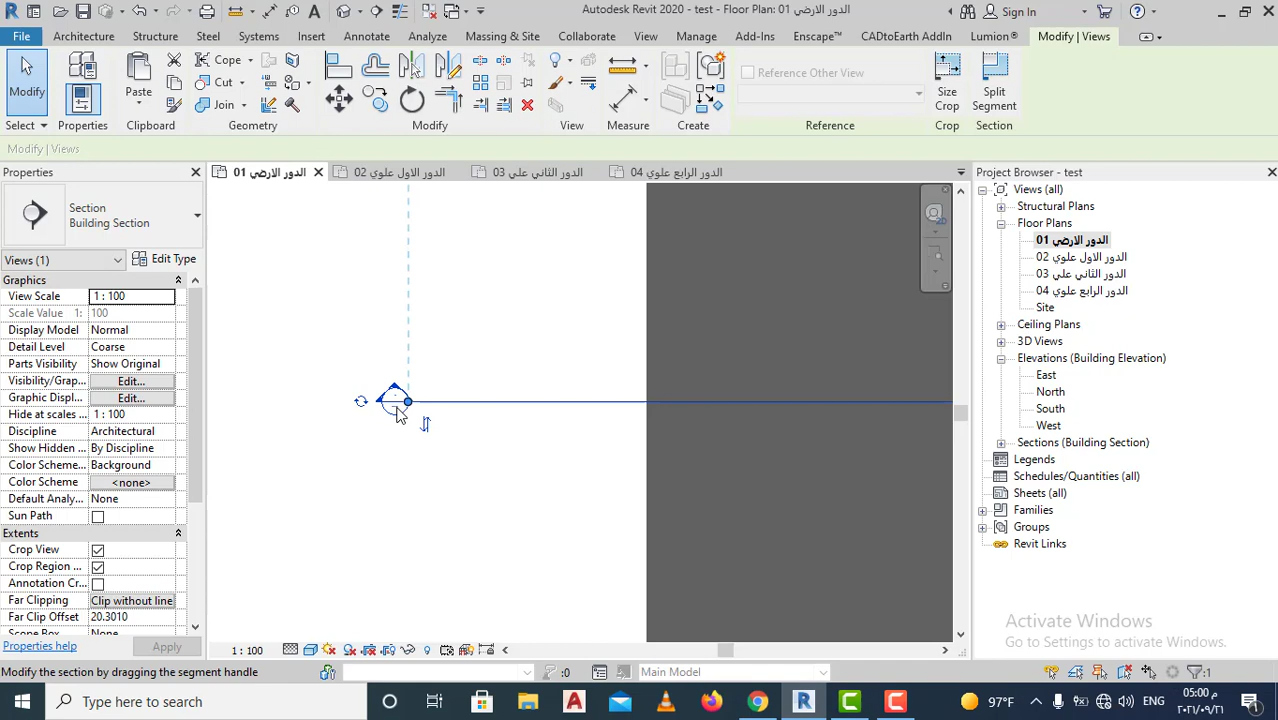 Autodesk Revit 2020 - test - Floor Plan: الدور الارضي 01
Sign In
File
Architecture
Structure
Steel
Systems
Insert
Annotate
Analyze
Massing & Site
Collaborate
View
Manage
Add-Ins
Enscape™
CADtoEarth AddIn
Lumion®
Modify | Views
Modify
Select
Properties
Paste
Clipboard
Cope
Cut
Join
Geometry
Modify
View
Measure
Create
Reference Other View
Reference
Size Crop
Crop
Split Segment
Section
Modify | Views
Properties
Section
Building Section
Views (1)
Edit Type
Graphics
View Scale 1 : 100
Scale Value 1: 100
Display Model Normal
Detail Level Coarse
Parts Visibility Show Original
Visibility/Grap... Edit...
Graphic Displ... Edit...
Hide at scales ... 1 : 100
Discipline Architectural
Show Hidden ... By Discipline
Color Scheme... Background
Color Scheme <none>
Default Analy... None
Sun Path
Extents
Crop View
Crop Region ...
Annotation Cr...
Far Clipping Clip without line
Far Clip Offset 20.3010
Scope Box None
Properties help
Apply
الدور الارضي 01
الدور الاول علوي 02
الدور الثاني علي 03
الدور الرابع علوي 04
Project Browser - test
Views (all)
Structural Plans
Floor Plans
الدور الارضي 01
الدور الاول علوي 02
الدور الثاني علي 03
الدور الرابع علوي 04
Site
Ceiling Plans
3D Views
Elevations (Building Elevation)
East
North
South
West
Sections (Building Section)
Legends
Schedules/Quantities (all)
Sheets (all)
Families
Groups
Revit Links
Activate Windows
Go to Settings to activate Windows.
1 : 100
Modify the section by dragging the segment handle
:0
Main Model
:1
Type here to search
97°F
ENG
05:00 م
٢٠٢١/٠٩/٢١